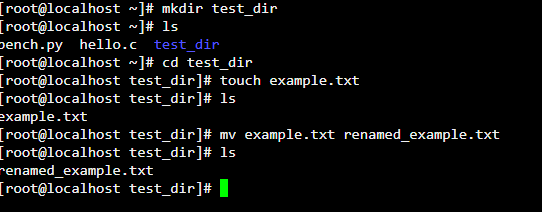 [root@localhost ~]# mkdir test_dir
[root@localhost ~]# ls
bench.py  hello.c  test_dir
[root@localhost ~]# cd test_dir
[root@localhost test_dir]# touch example.txt
[root@localhost test_dir]# ls
example.txt
[root@localhost test_dir]# mv example.txt renamed_example.txt
[root@localhost test_dir]# ls
renamed_example.txt
[root@localhost test_dir]#